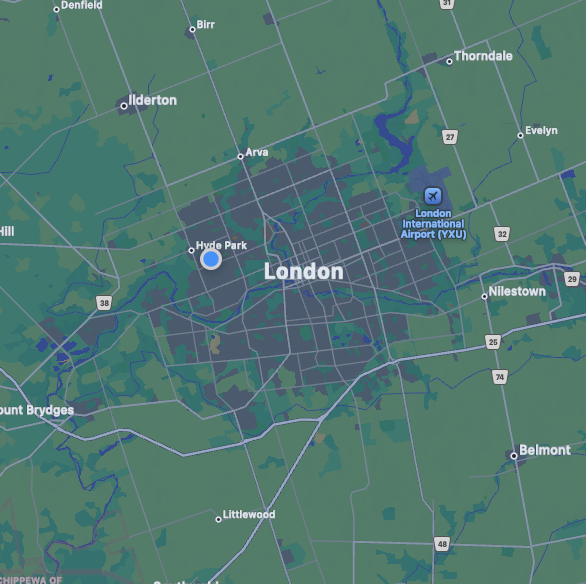 Denfield
31
Birr
Thorndale
Ilderton
27
Evelyn
Arva
London
International
Airport (YXU)
Hill
32
Hyde Park
London
29
Nilestown
38
25
74
ount Brydges
Belmont
Littlewood
48
CHIPPEWA OF